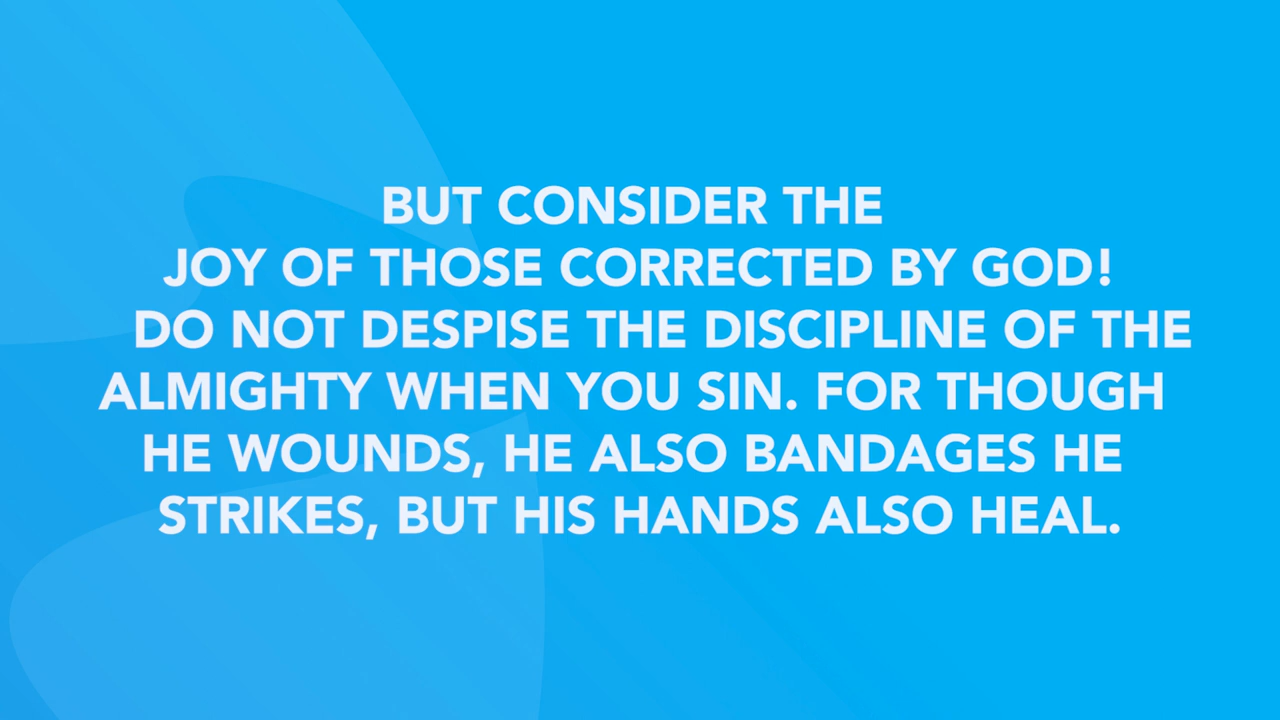 BUT CONSIDER THE
JOY OF THOSE CORRECTED BY GOD!
DO NOT DESPISE THE DISCIPLINE OF THE
ALMIGHTY WHEN YOU SIN. FOR THOUGH
HE WOUNDS, HE ALSO BANDAGES HE
STRIKES, BUT HIS HANDS ALSO HEAL.